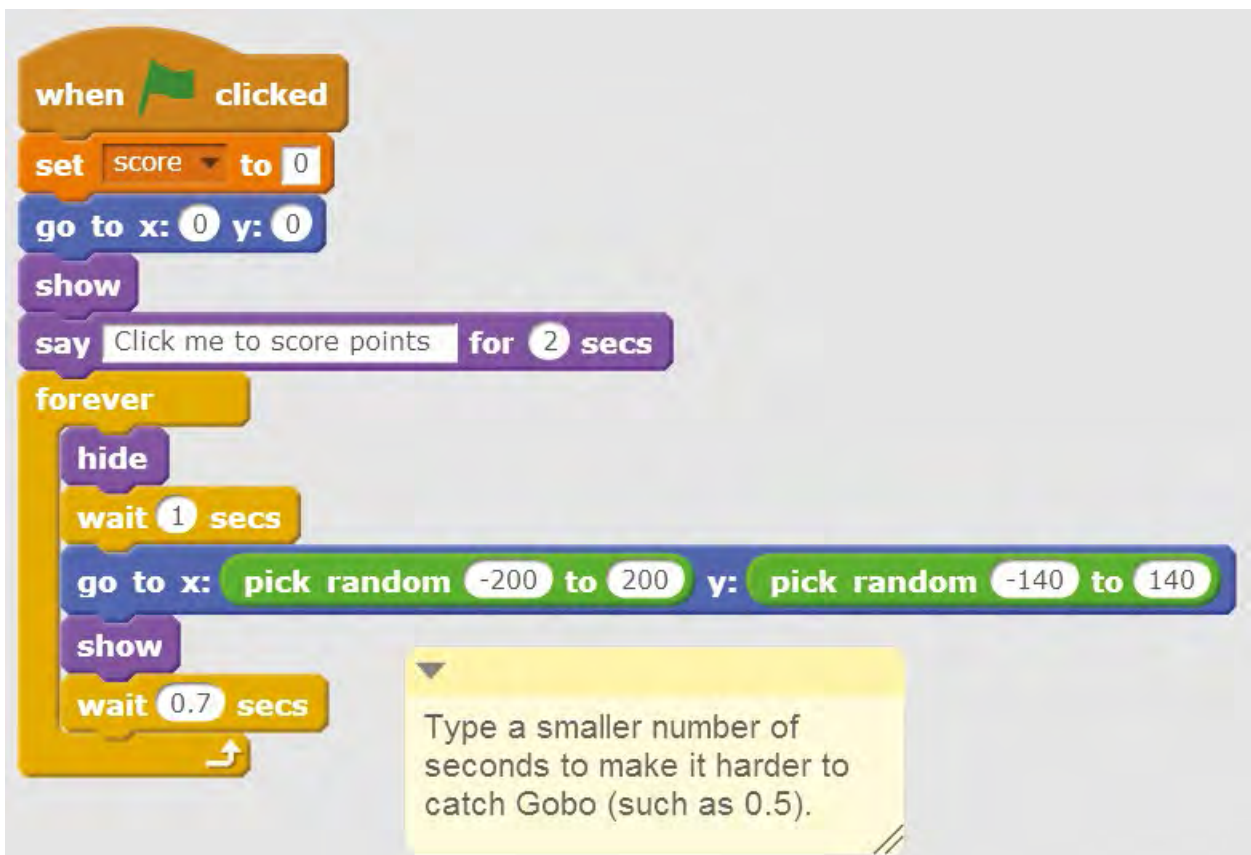 when clicked
set score to 0
go to x: 0 y: 0
show
say Click me to score points for 2 secs
forever
hide
wait 1 secs
go to x: pick random -200 to 200 y: pick random -140 to 140
show
wait 0.7 secs
Type a smaller number of
seconds to make it harder to
catch Gobo (such as 0.5).